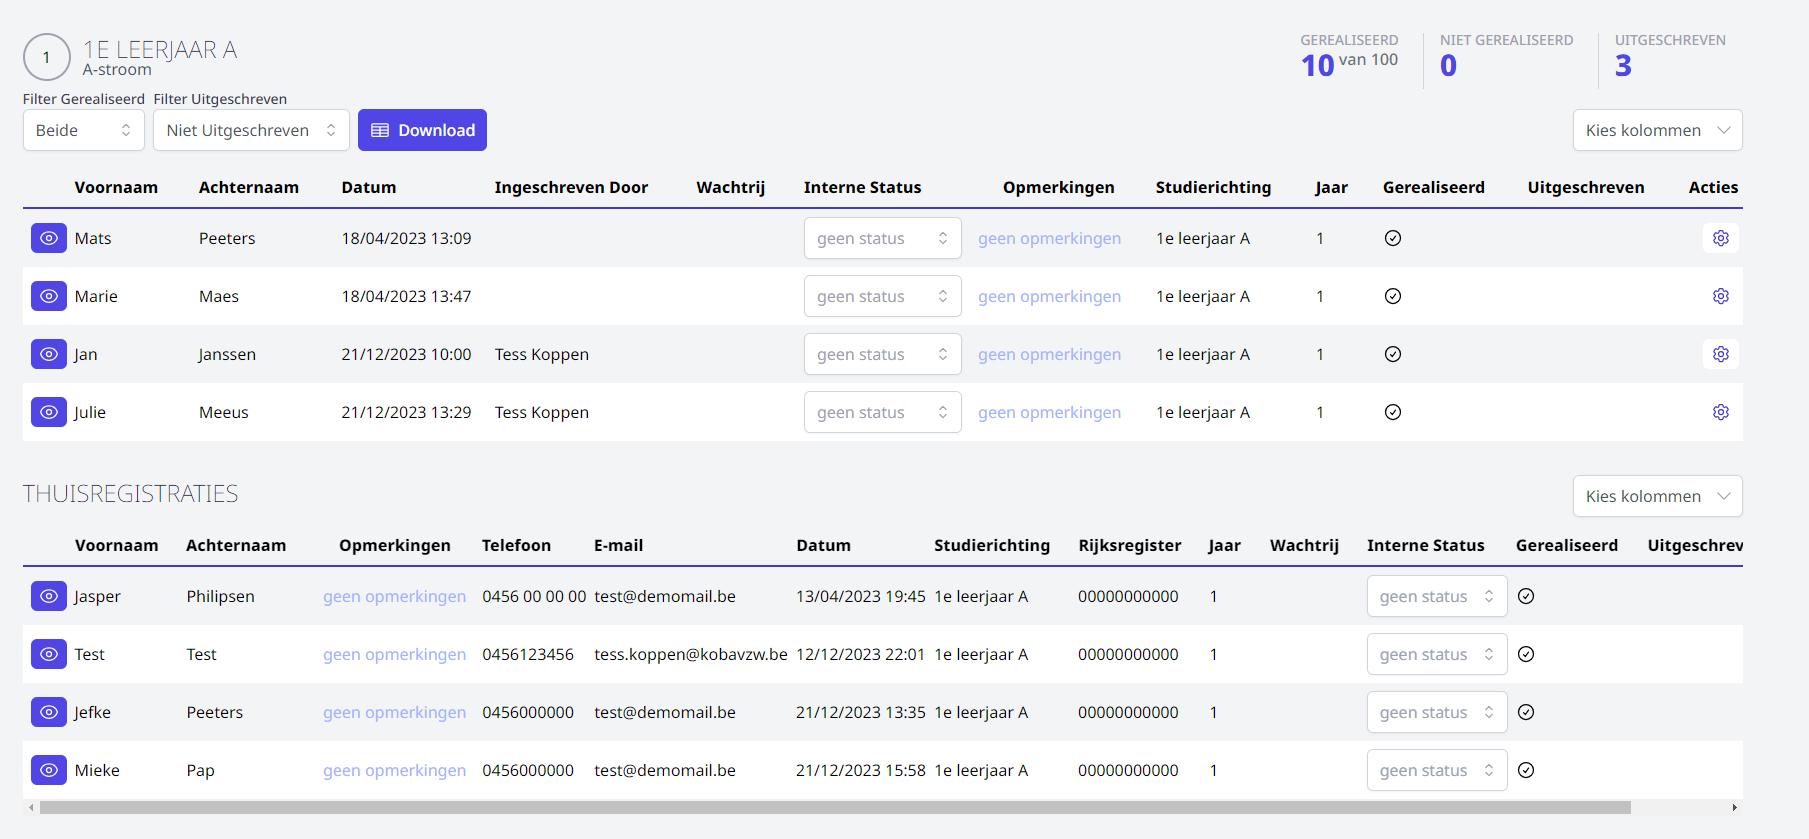 1
1E LEERJAAR A
A-stroom
GEREALISEERD
10 van 100
NIET GEREALISEERD
0
UITGESCHREVEN
3
Filter Gerealiseerd Filter Uitgeschreven
Beide Niet Uitgeschreven Download Kies kolommen
Voornaam Achternaam Datum Ingeschreven Door Wachtrij Interne Status Opmerkingen Studierichting Jaar Gerealiseerd Uitgeschreven Acties
Mats Peeters 18/04/2023 13:09 geen status geen opmerkingen 1e leerjaar A 1
Marie Maes 18/04/2023 13:47 geen status geen opmerkingen 1e leerjaar A 1
Jan Janssen 21/12/2023 10:00 Tess Koppen geen status geen opmerkingen 1e leerjaar A 1
Julie Meeus 21/12/2023 13:29 Tess Koppen geen status geen opmerkingen 1e leerjaar A 1
THUISREGISTRATIES Kies kolommen
Voornaam Achternaam Opmerkingen Telefoon E-mail Datum Studierichting Rijksregister Jaar Wachtrij Interne Status Gerealiseerd Uitgeschrev
Jasper Philipsen geen opmerkingen 0456 00 00 00 test@demomail.be 13/04/2023 19:45 1e leerjaar A 00000000000 1 geen status
Test Test geen opmerkingen 0456123456 tess.koppen@kobavzw.be 12/12/2023 22:01 1e leerjaar A 00000000000 1 geen status
Jefke Peeters geen opmerkingen 0456000000 test@demomail.be 21/12/2023 13:35 1e leerjaar A 00000000000 1 geen status
Mieke Pap geen opmerkingen 0456000000 test@demomail.be 21/12/2023 15:58 1e leerjaar A 00000000000 1 geen status